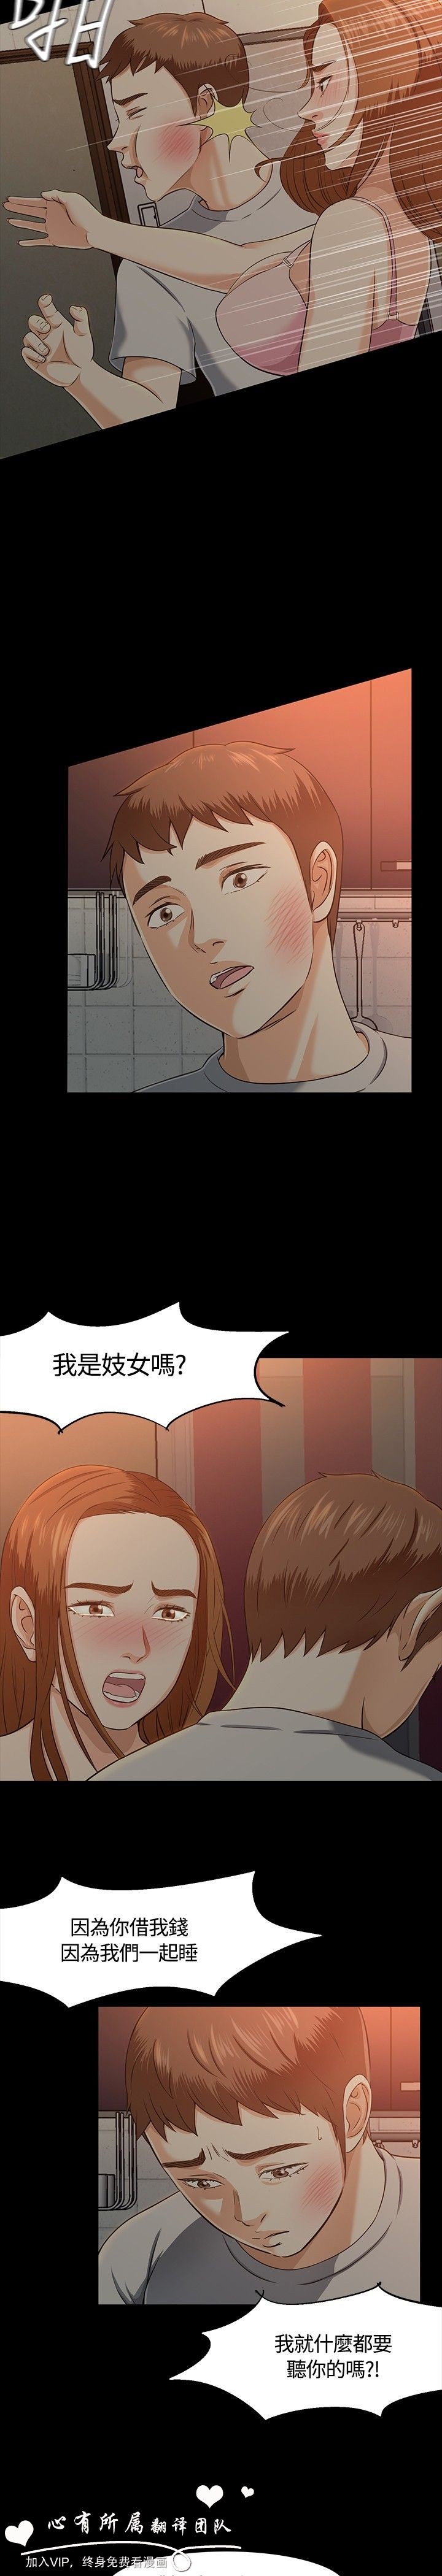 啪
我是妓女嗎?
因為你借我錢
因為我們一起睡
我就什麼都要
聽你的嗎?!
心有所属翻译团队
加入VIP，终身免费看漫画